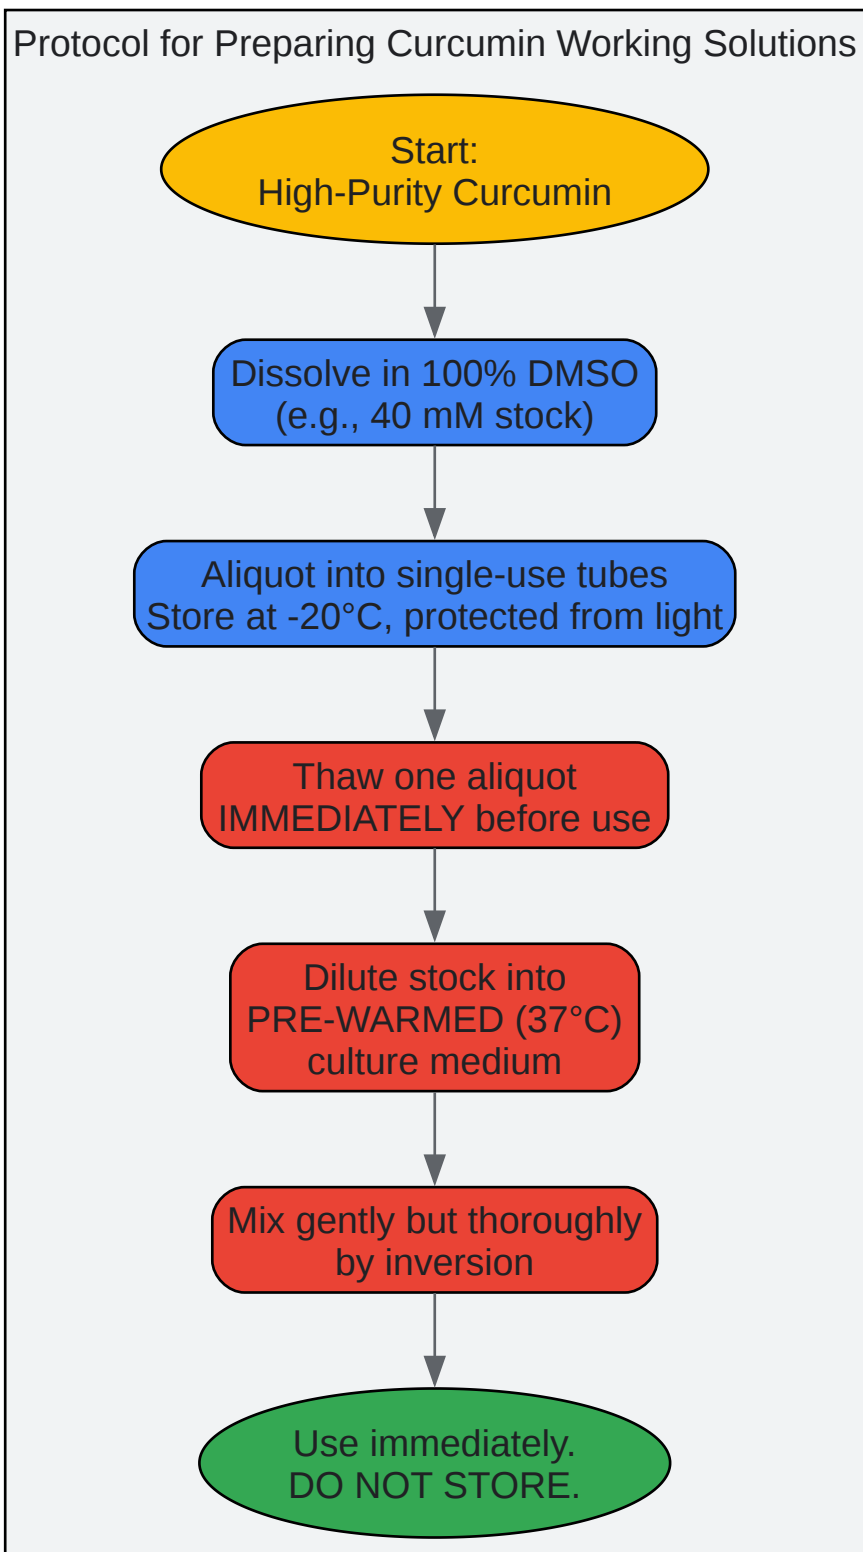 Protocol for Preparing Curcumin Working Solutions
Start:
High-Purity Curcumin
Dissolve in 100% DMSO
(e.g., 40 mM stock)
Aliquot into single-use tubes
Store at -20°C, protected from light
Thaw one aliquot
IMMEDIATELY before use
Dilute stock into
PRE-WARMED (37°C)
culture medium
Mix gently but thoroughly
by inversion
Use immediately.
DO NOT STORE.